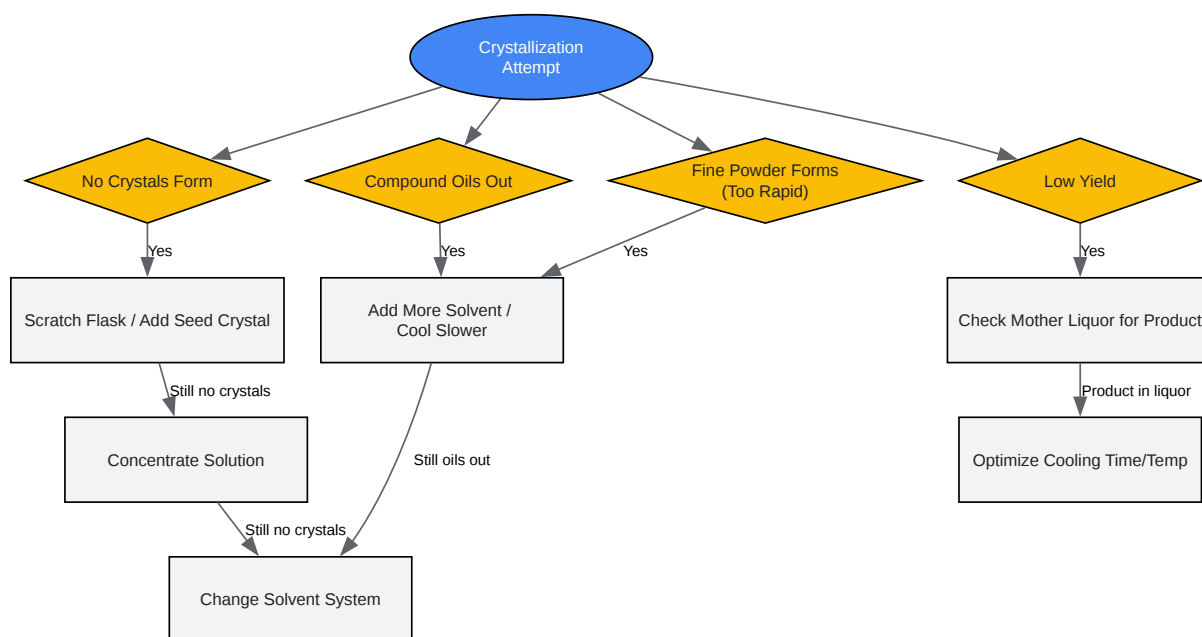 Crystallization
Attempt
No Crystals Form
Compound Oils Out
Fine Powder Forms
(Too Rapid)
Low Yield
Yes
Yes
Yes
Yes
Scratch Flask / Add Seed Crystal
Add More Solvent /
Cool Slower
Check Mother Liquor for Product
Still no crystals
Product in liquor
Concentrate Solution
Still oils out
Optimize Cooling Time/Temp
Still no crystals
Change Solvent System